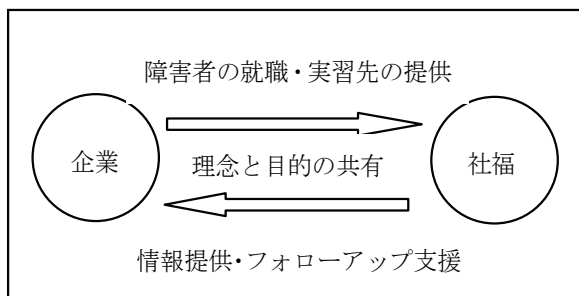 障害者の就職・実習先の提供
企業
理念と目的の共有
社福
情報提供・フォローアップ支援